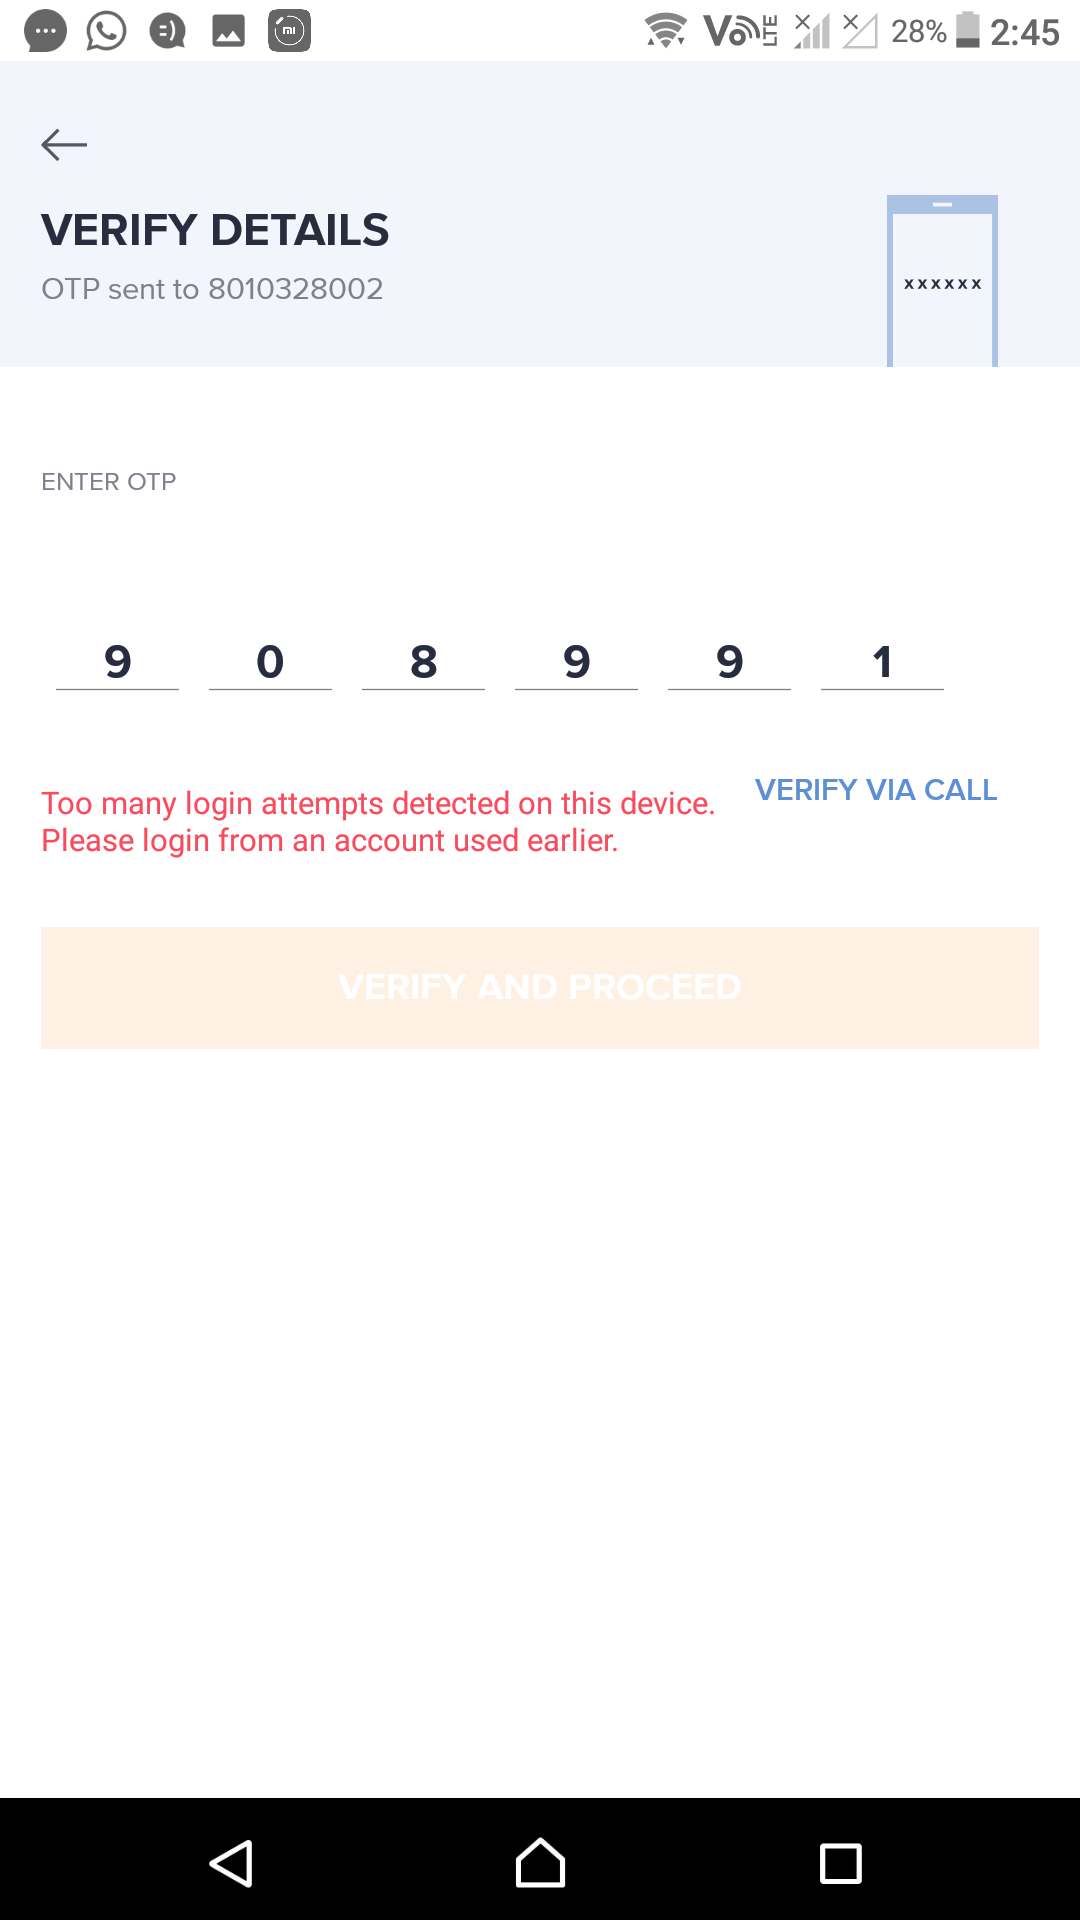 VoLTE 28% 2:45
VERIFY DETAILS
OTP sent to 8010328002
xxxxxx
ENTER OTP
9 0 8 9 9 1
VERIFY VIA CALL
Too many login attempts detected on this device.
Please login from an account used earlier.
VERIFY AND PROCEED